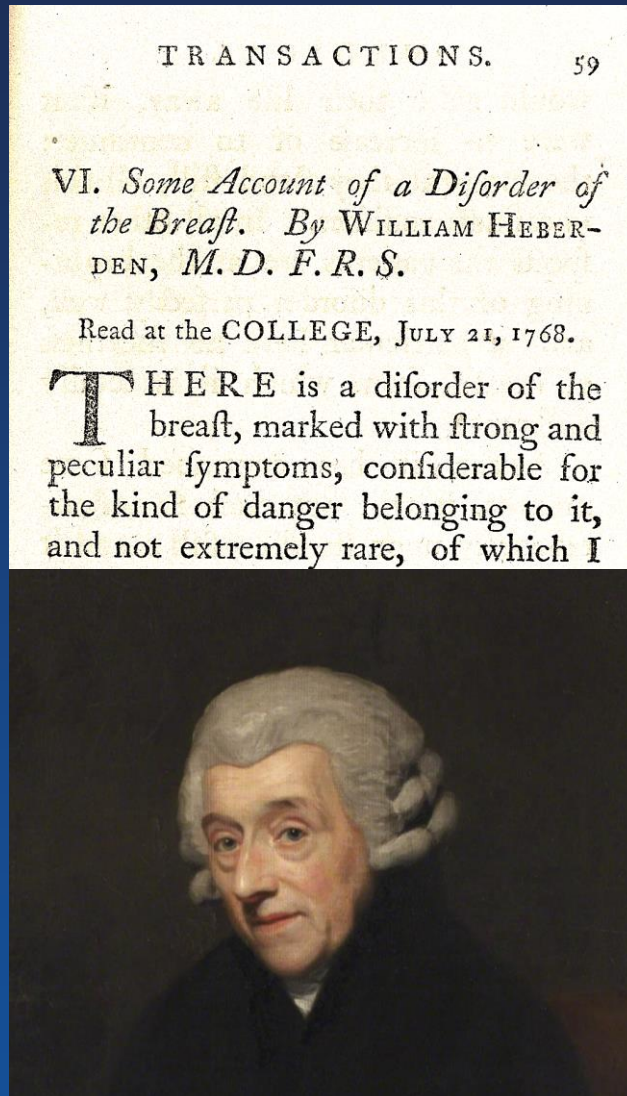 TRANSACTIONS. 59
VI. Some Account of a Diſorder of
the Breaſt. By WILLIAM HEBER-
DEN, M. D. F. R. S.
Read at the COLLEGE, JULY 21, 1768.
THERE is a diſorder of the
breaſt, marked with ſtrong and
peculiar ſymptoms, conſiderable for
the kind of danger belonging to it,
and not extremely rare, of which I